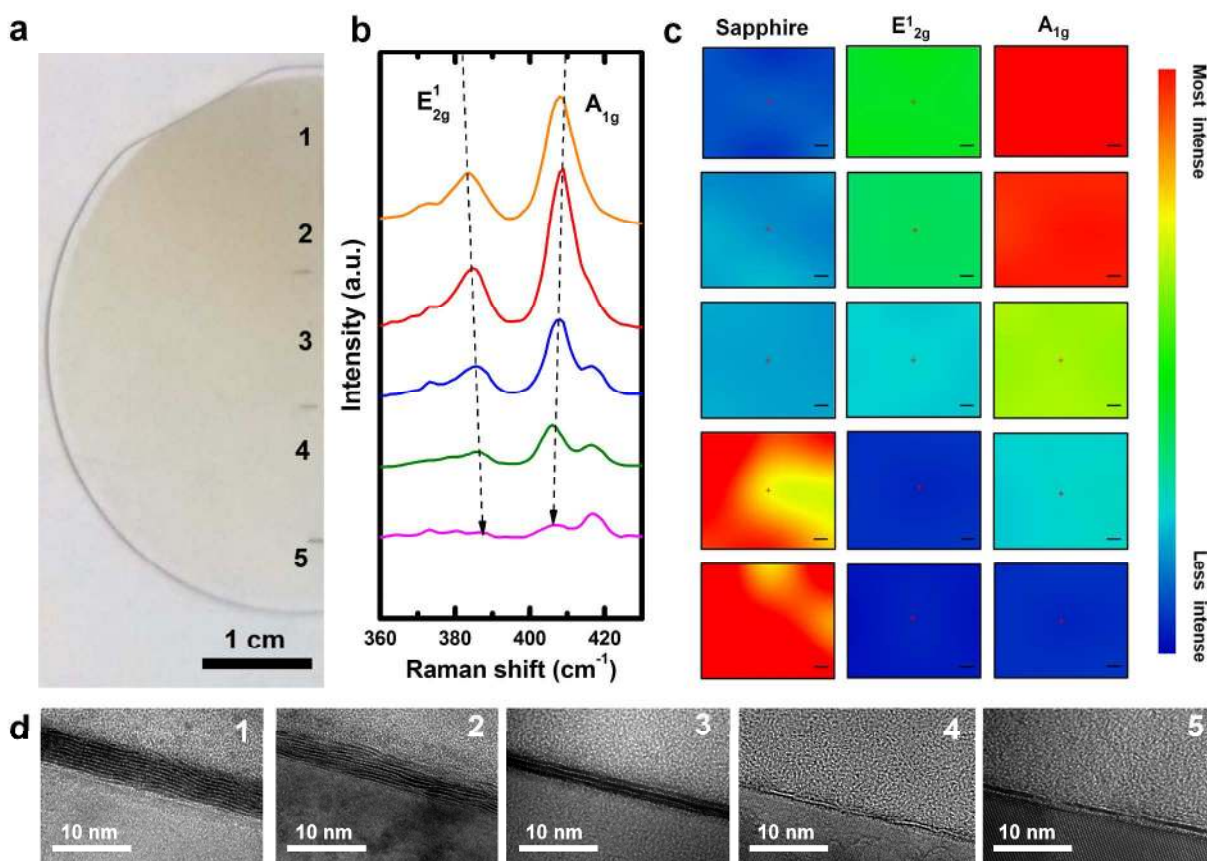 a
1
2
3
4
5
1 cm
b
E¹₂g
A₁g
Intensity (a.u.)
360 380 400 420
Raman shift (cm⁻¹)
c
Sapphire E¹₂g A₁g
Most intense
Less intense
d
1 2 3 4 5
10 nm 10 nm 10 nm 10 nm 10 nm